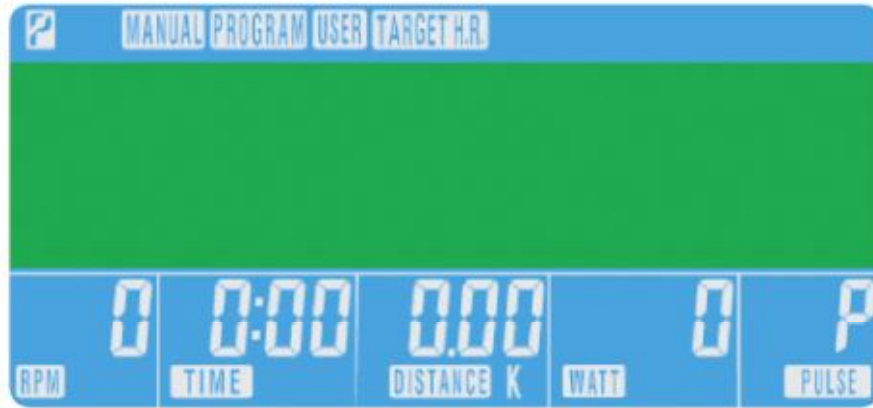 P MANUAL PROGRAM USER TARGET H.R.
0 0:00 0.00 0 P
RPM TIME DISTANCE K WATT PULSE